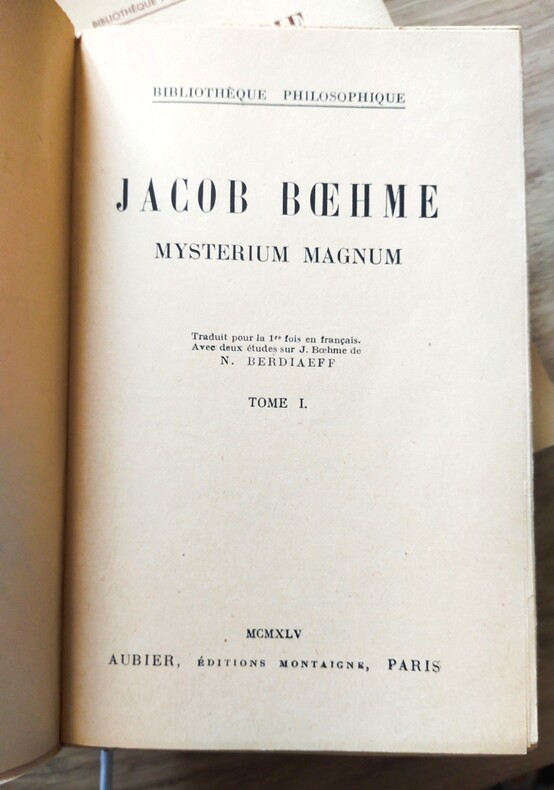 BIBLIOTHÈQUE
BIBLIOTHÈQUE PHILOSOPHIQUE
JACOB BŒHME
MYSTERIUM MAGNUM
Traduit pour la 1re fois en français.
Avec deux études sur J. Bœhme de
N. BERDIAEFF
TOME I.
MCMXLV
AUBIER, ÉDITIONS MONTAIGNE, PARIS